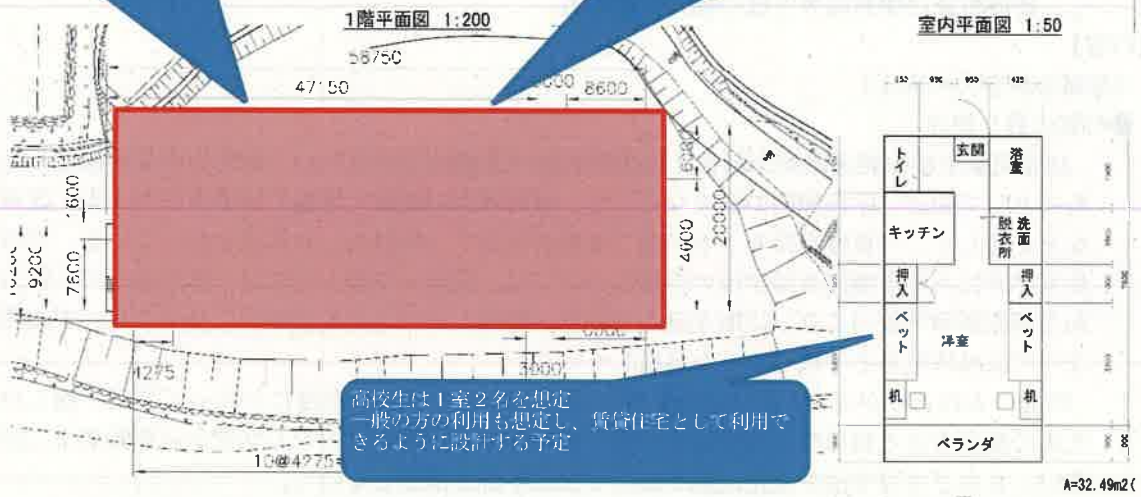 1階平面図 1:200
室内平面図 1:50
58750
47150
8600
1600
9200
7600
4600
20000
4275
3000
10@4275=
トイレ
玄関
浴室
キッチン
脱衣所
洗面
押入
押入
ベット
洋室
ベット
机
机
ベランダ
A=32.49m2(
高校生は1室2名を想定
一般の方の利用も想定し、賃貸住宅として利用で
きるように設計する予定